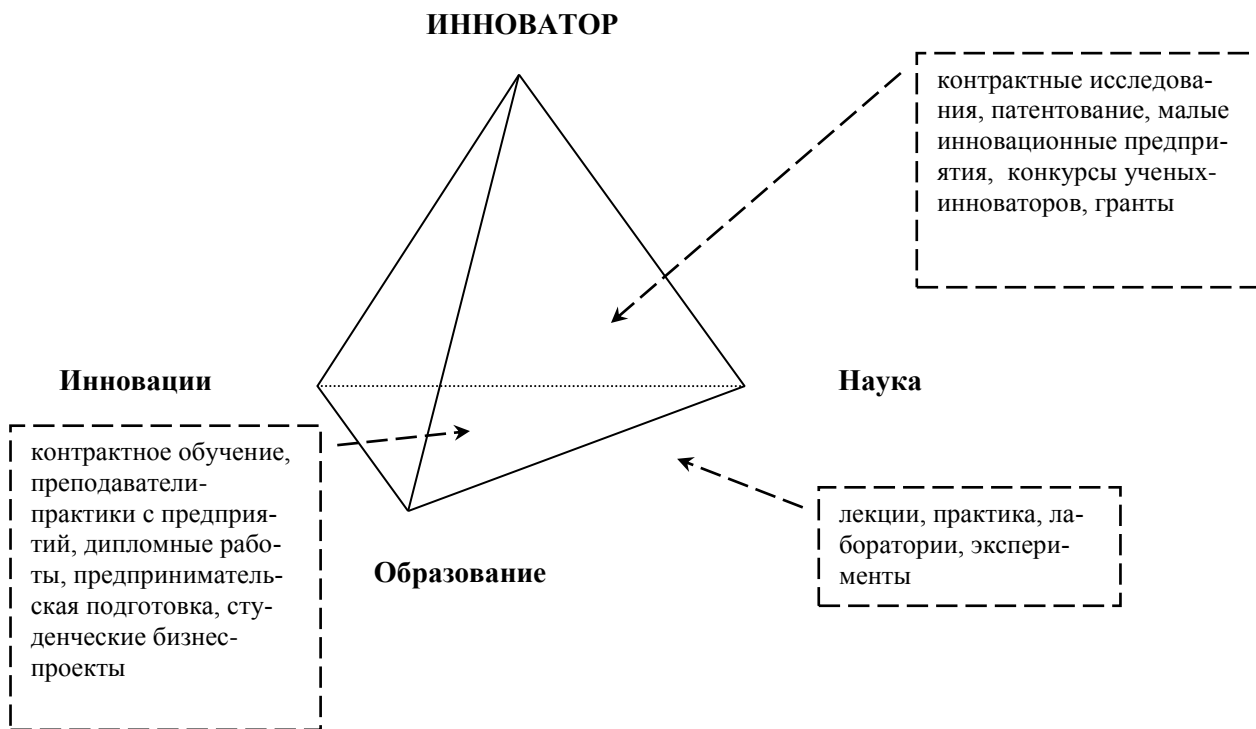 ИННОВАТОР
контрактные исследова-
ния, патентование, малые
инновационные предпри-
ятия, конкурсы ученых-
инноваторов, гранты
Инновации
Наука
контрактное обучение,
преподаватели-
практики с предприя-
тий, дипломные рабо-
ты, предприниматель-
ская подготовка, сту-
денческие бизнес-
проекты
лекции, практика, ла-
боратории, экспери-
менты
Образование